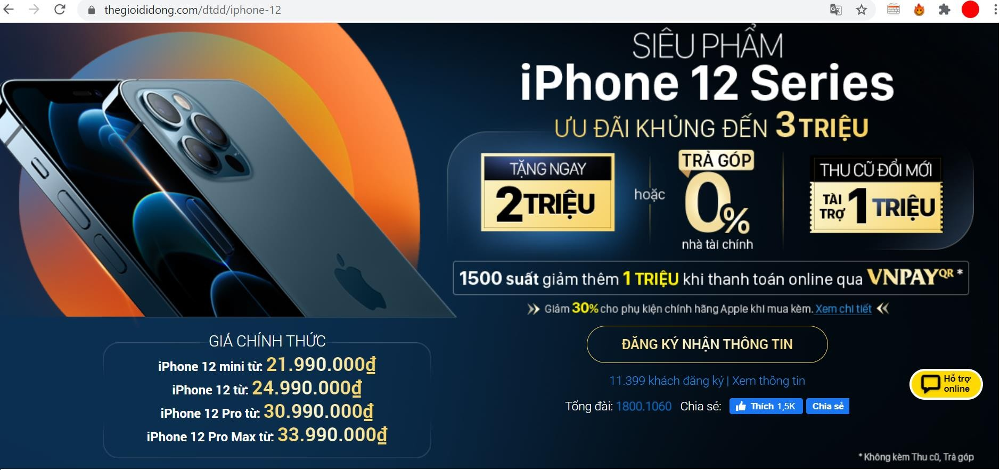 thegioididong.com/dtdd/iphone-12
SIÊU PHẨM
iPhone 12 Series
ƯU ĐÃI KHỦNG ĐẾN 3 TRIỆU
TẶNG NGAY
2 TRIỆU
hoặc
TRẢ GÓP
0%
nhà tài chính
THU CŨ ĐỔI MỚI
TÀI TRỢ 1 TRIỆU
1500 suất giảm thêm 1 TRIỆU khi thanh toán online qua VNPAYQR *
Giảm 30% cho phụ kiện chính hãng Apple khi mua kèm. Xem chi tiết
GIÁ CHÍNH THỨC
iPhone 12 mini từ: 21.990.000₫
iPhone 12 từ: 24.990.000₫
iPhone 12 Pro từ: 30.990.000₫
iPhone 12 Pro Max từ: 33.990.000₫
ĐĂNG KÝ NHẬN THÔNG TIN
11.399 khách đăng ký | Xem thông tin
Tổng đài: 1800.1060 Chia sẻ: Thích 1,5K Chia sẻ
Hỗ trợ
online
* Không kèm Thu cũ, Trả góp